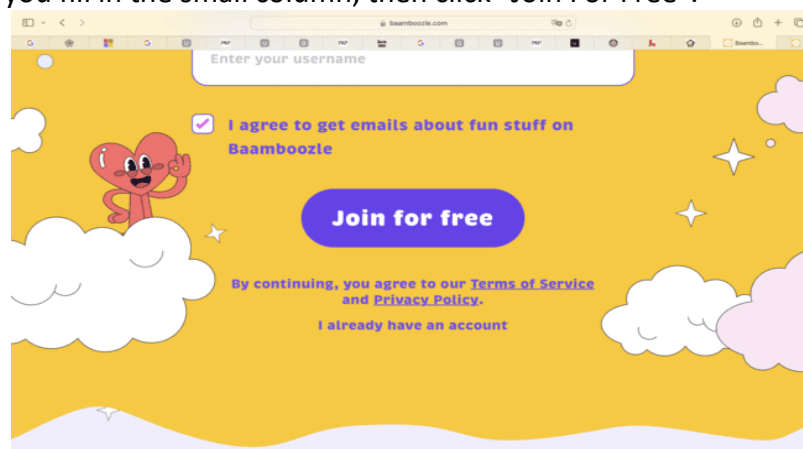 you fill in the small column, then click "Join For Free".
baamboozle.com
Baamboo...
Enter your username
I agree to get emails about fun stuff on
Baamboozle
Join for free
By continuing, you agree to our Terms of Service
and Privacy Policy.
I already have an account